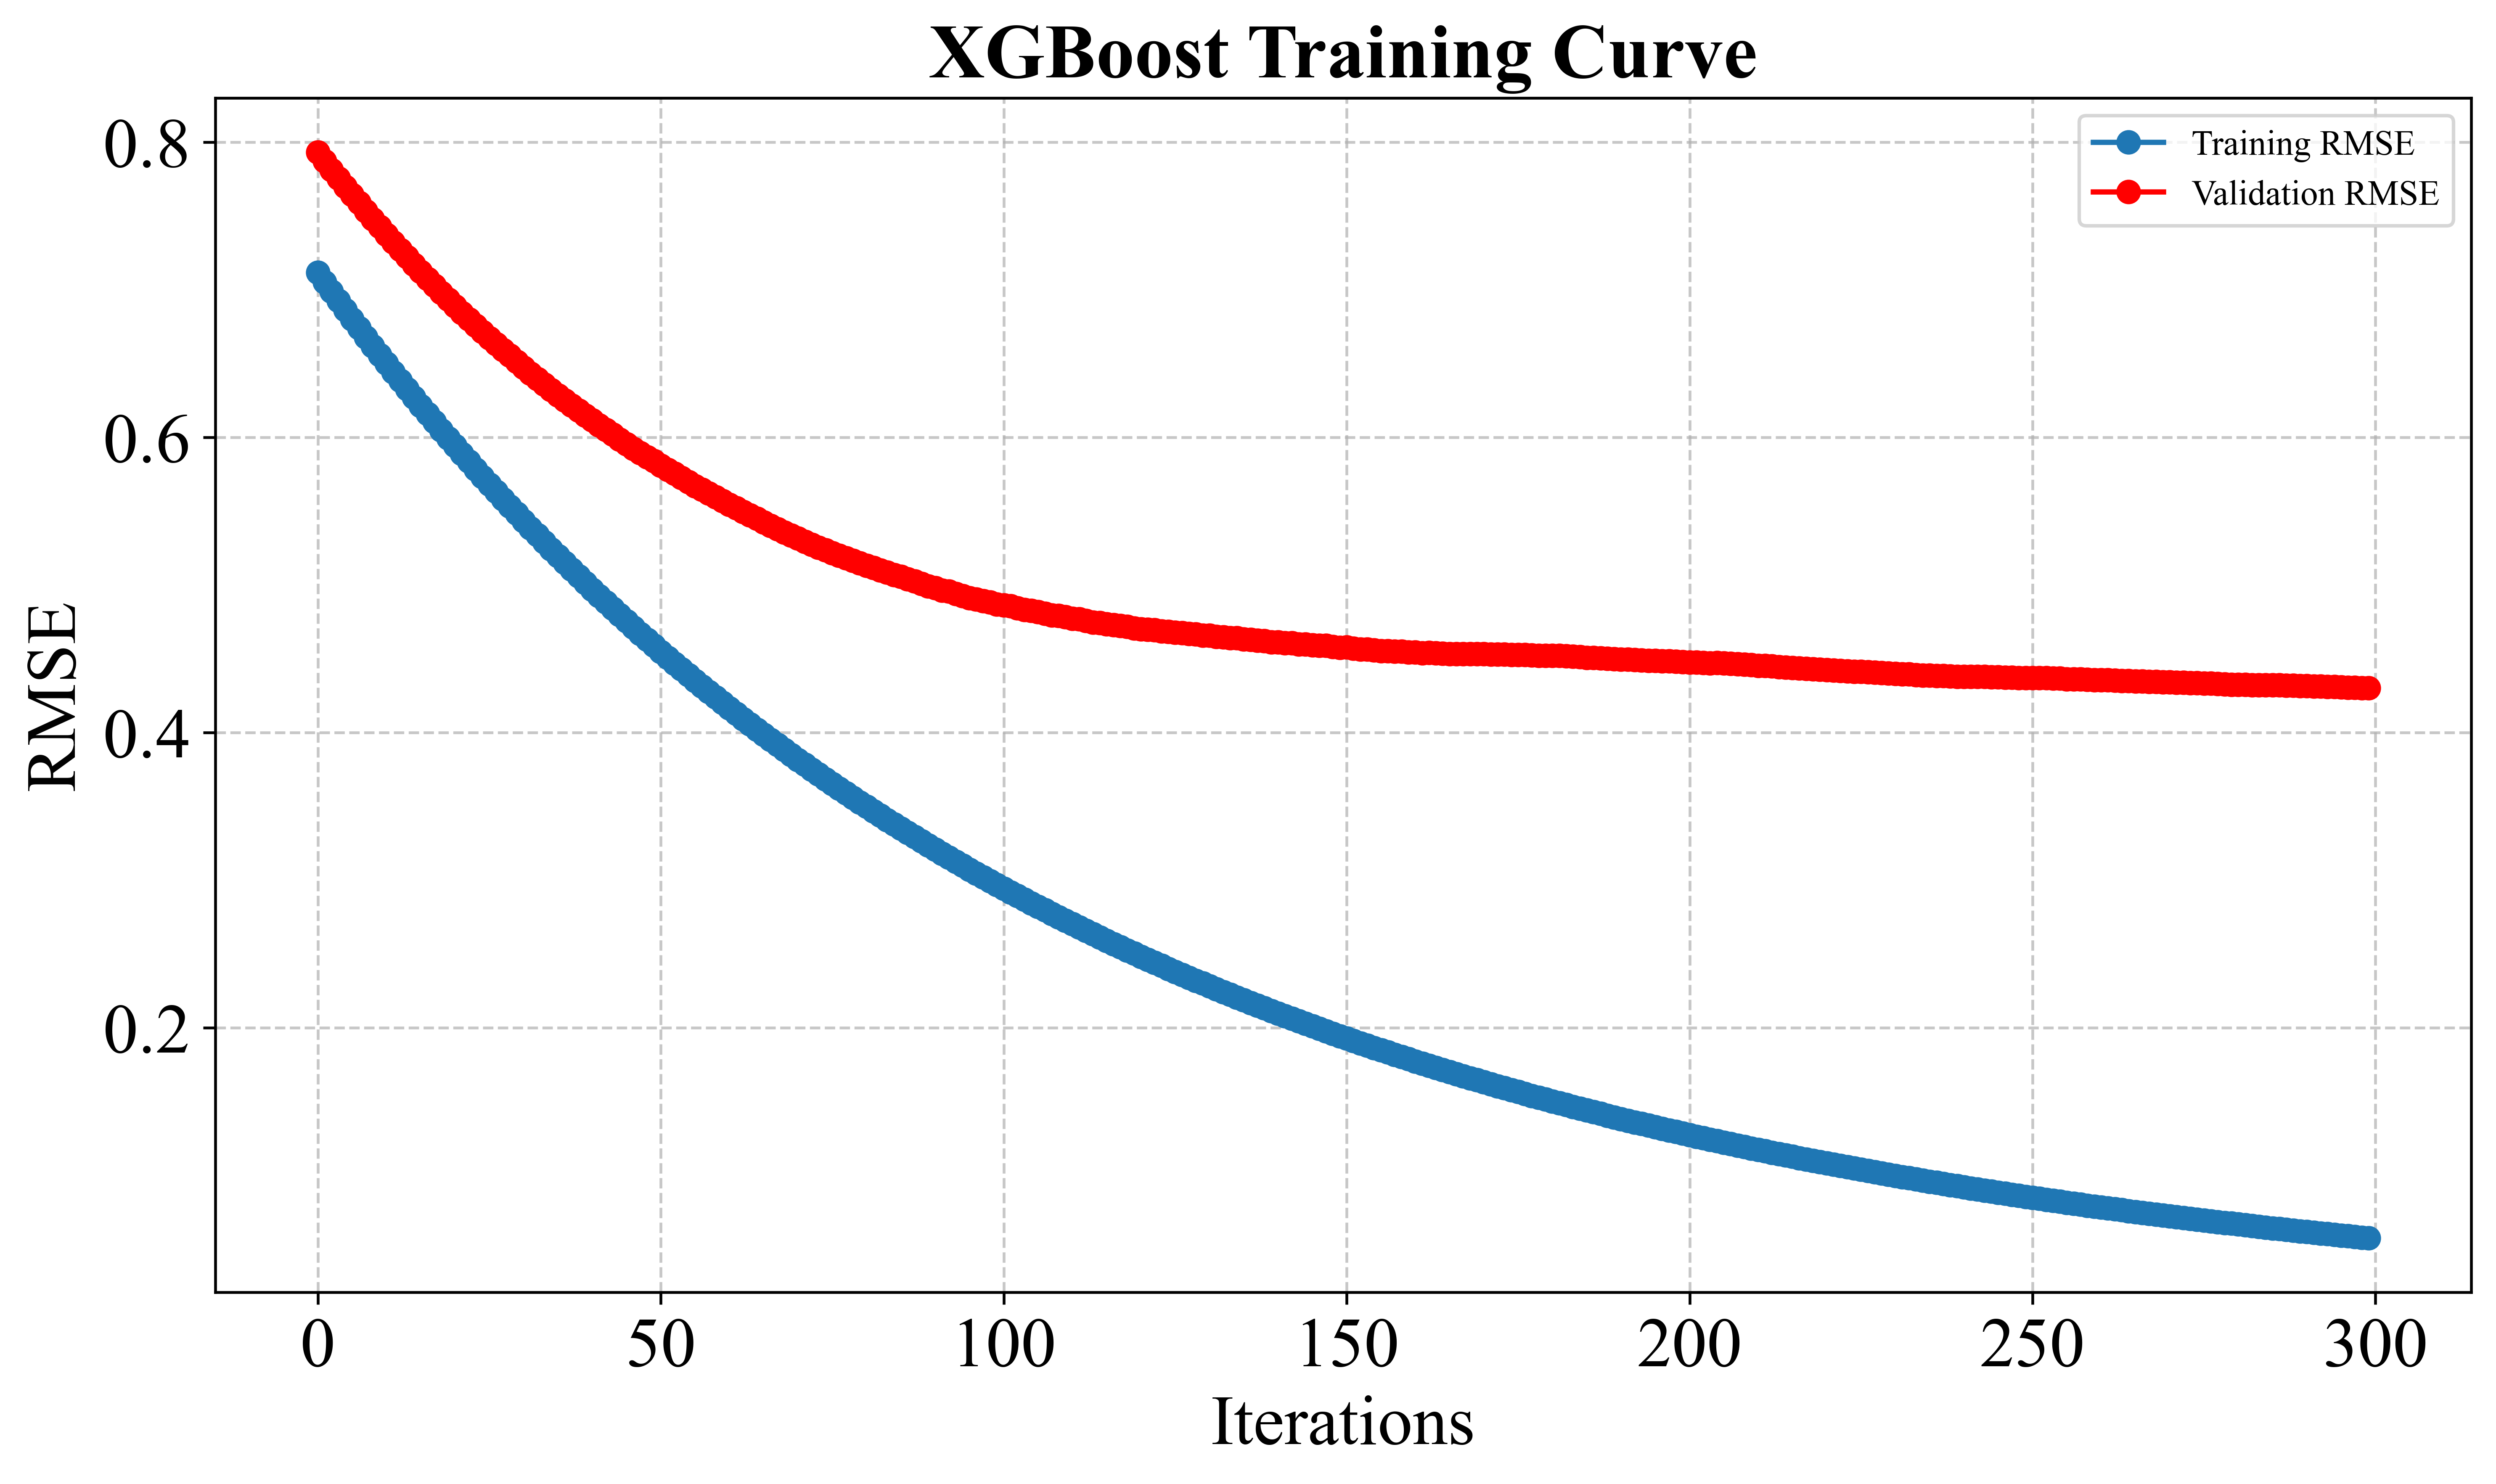 XGBoost Training Curve
Training RMSE
Validation RMSE
RMSE
0.8
0.6
0.4
0.2
0 50 100 150 200 250 300
Iterations